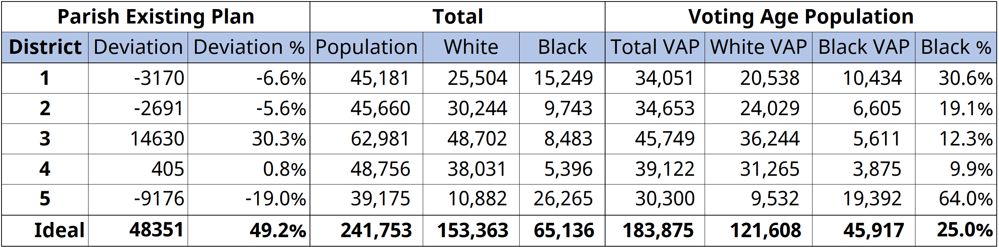 Parish Existing Plan Total Voting Age Population
District Deviation Deviation % Population White Black Total VAP White VAP Black VAP Black %
1 -3170 -6.6% 45,181 25,504 15,249 34,051 20,538 10,434 30.6%
2 -2691 -5.6% 45,660 30,244 9,743 34,653 24,029 6,605 19.1%
3 14630 30.3% 62,981 48,702 8,483 45,749 36,244 5,611 12.3%
4 405 0.8% 48,756 38,031 5,396 39,122 31,265 3,875 9.9%
5 -9176 -19.0% 39,175 10,882 26,265 30,300 9,532 19,392 64.0%
Ideal 48351 49.2% 241,753 153,363 65,136 183,875 121,608 45,917 25.0%